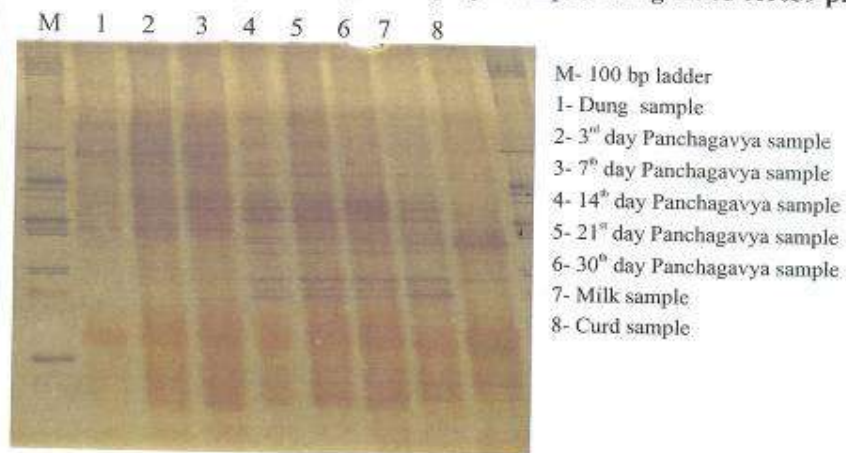 M 1 2 3 4 5 6 7 8
M- 100 bp ladder
1- Dung sample
2- 3rd day Panchagavya sample
3- 7th day Panchagavya sample
4- 14th day Panchagavya sample
5- 21st day Panchagavya sample
6- 30th day Panchagavya sample
7- Milk sample
8- Curd sample